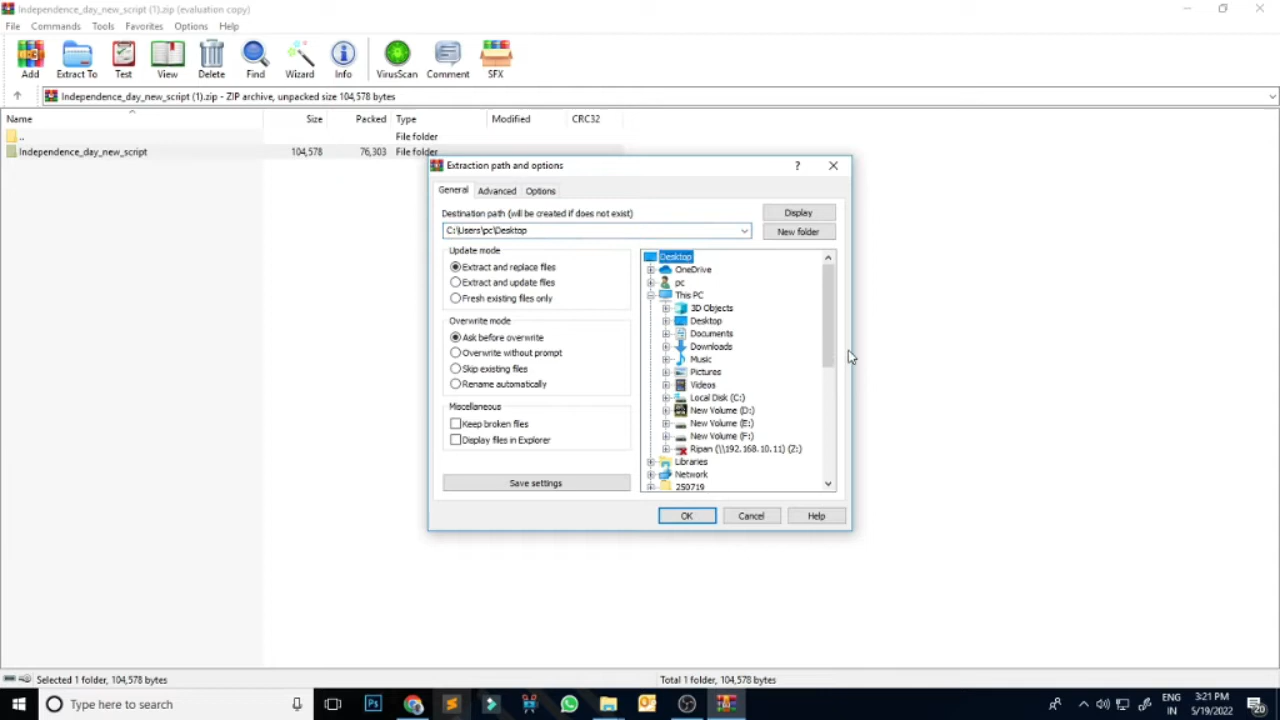 Independence_day_new_script (1).zip (evaluation copy)
File Commands Tools Favorites Options Help
Add Extract To Test View Delete Find Wizard Info VirusScan Comment SFX
Independence_day_new_script (1).zip - ZIP archive, unpacked size 104,578 bytes
Name Size Packed Type Modified CRC32
.. File folder
Independence_day_new_script 104,578 76,303 File folder
Extraction path and options
General Advanced Options
Destination path (will be created if does not exist)
C:\Users\pc\Desktop
Display
New folder
Update mode
Extract and replace files
Extract and update files
Fresh existing files only
Overwrite mode
Ask before overwrite
Overwrite without prompt
Skip existing files
Rename automatically
Miscellaneous
Keep broken files
Display files in Explorer
Save settings
Desktop
OneDrive
pc
This PC
3D Objects
Desktop
Documents
Downloads
Music
Pictures
Videos
Local Disk (C:)
New Volume (D:)
New Volume (E:)
New Volume (F:)
Ripan (\\192.168.10.11) (Z:)
Libraries
Network
250719
OK Cancel Help
Selected 1 folder, 104,578 bytes
Total 1 folder, 104,578 bytes
Type here to search
Ps
ENG
IN
3:21 PM
5/19/2022
20